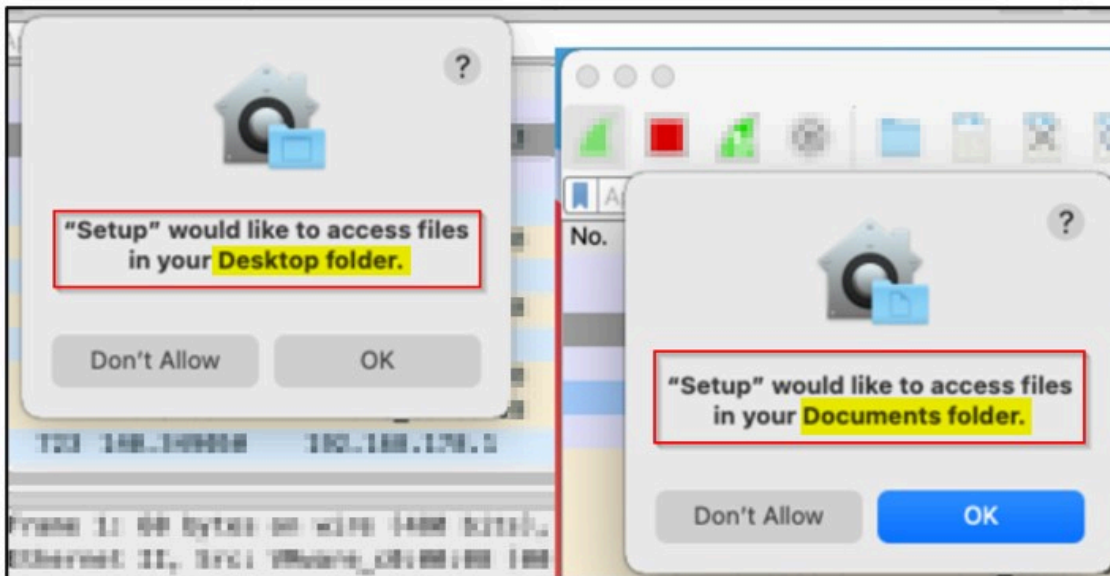 ?
“Setup” would like to access files
in your Desktop folder.
Don't Allow
OK
No.
?
“Setup” would like to access files
in your Documents folder.
Don't Allow
OK